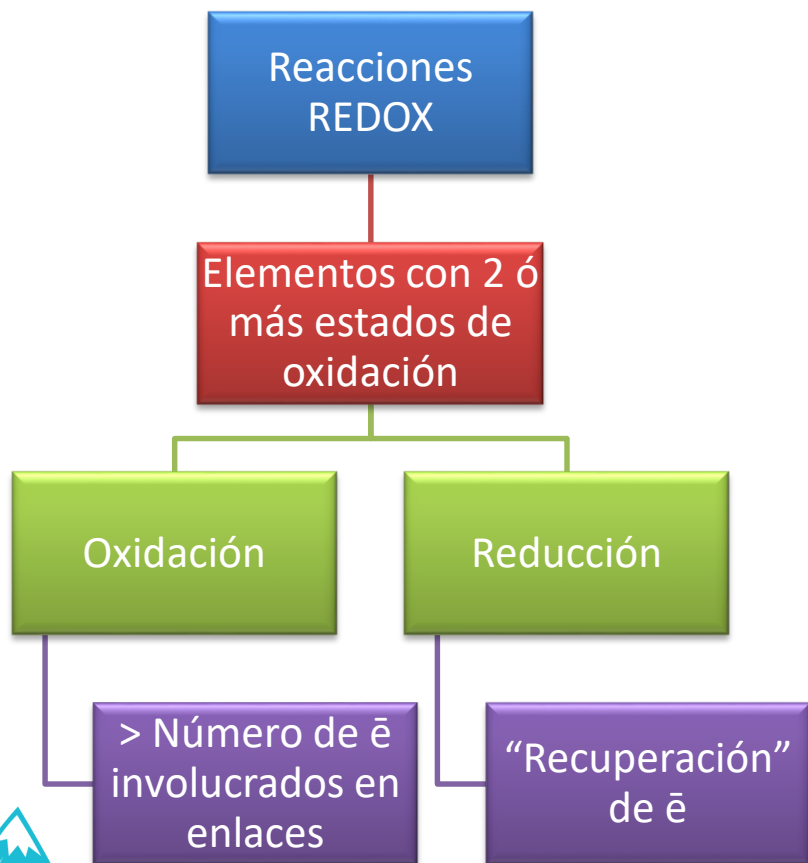 Reacciones
REDOX
Elementos con 2 ó
más estados de
oxidación
Oxidación
Reducción
> Número de ē
involucrados en
enlaces
“Recuperación”
de ē